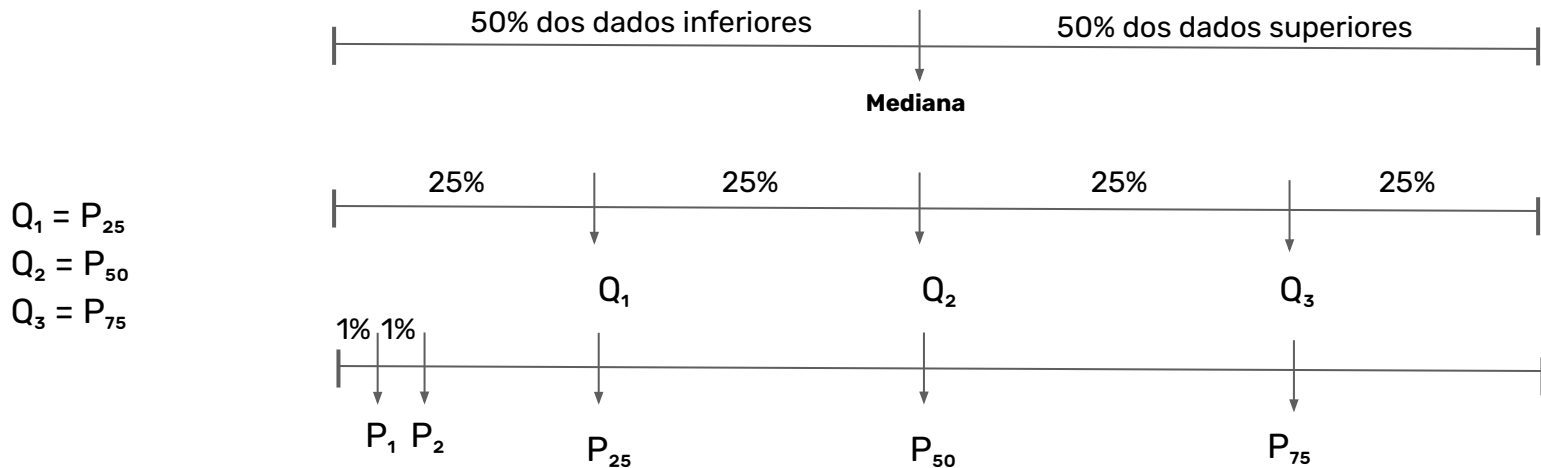 50% dos dados inferiores
50% dos dados superiores
Mediana
25%
25%
25%
25%
Q₁ = P₂₅
Q₂ = P₅₀
Q₃ = P₇₅
Q₁
Q₂
Q₃
1%
1%
P₁
P₂
P₂₅
P₅₀
P₇₅